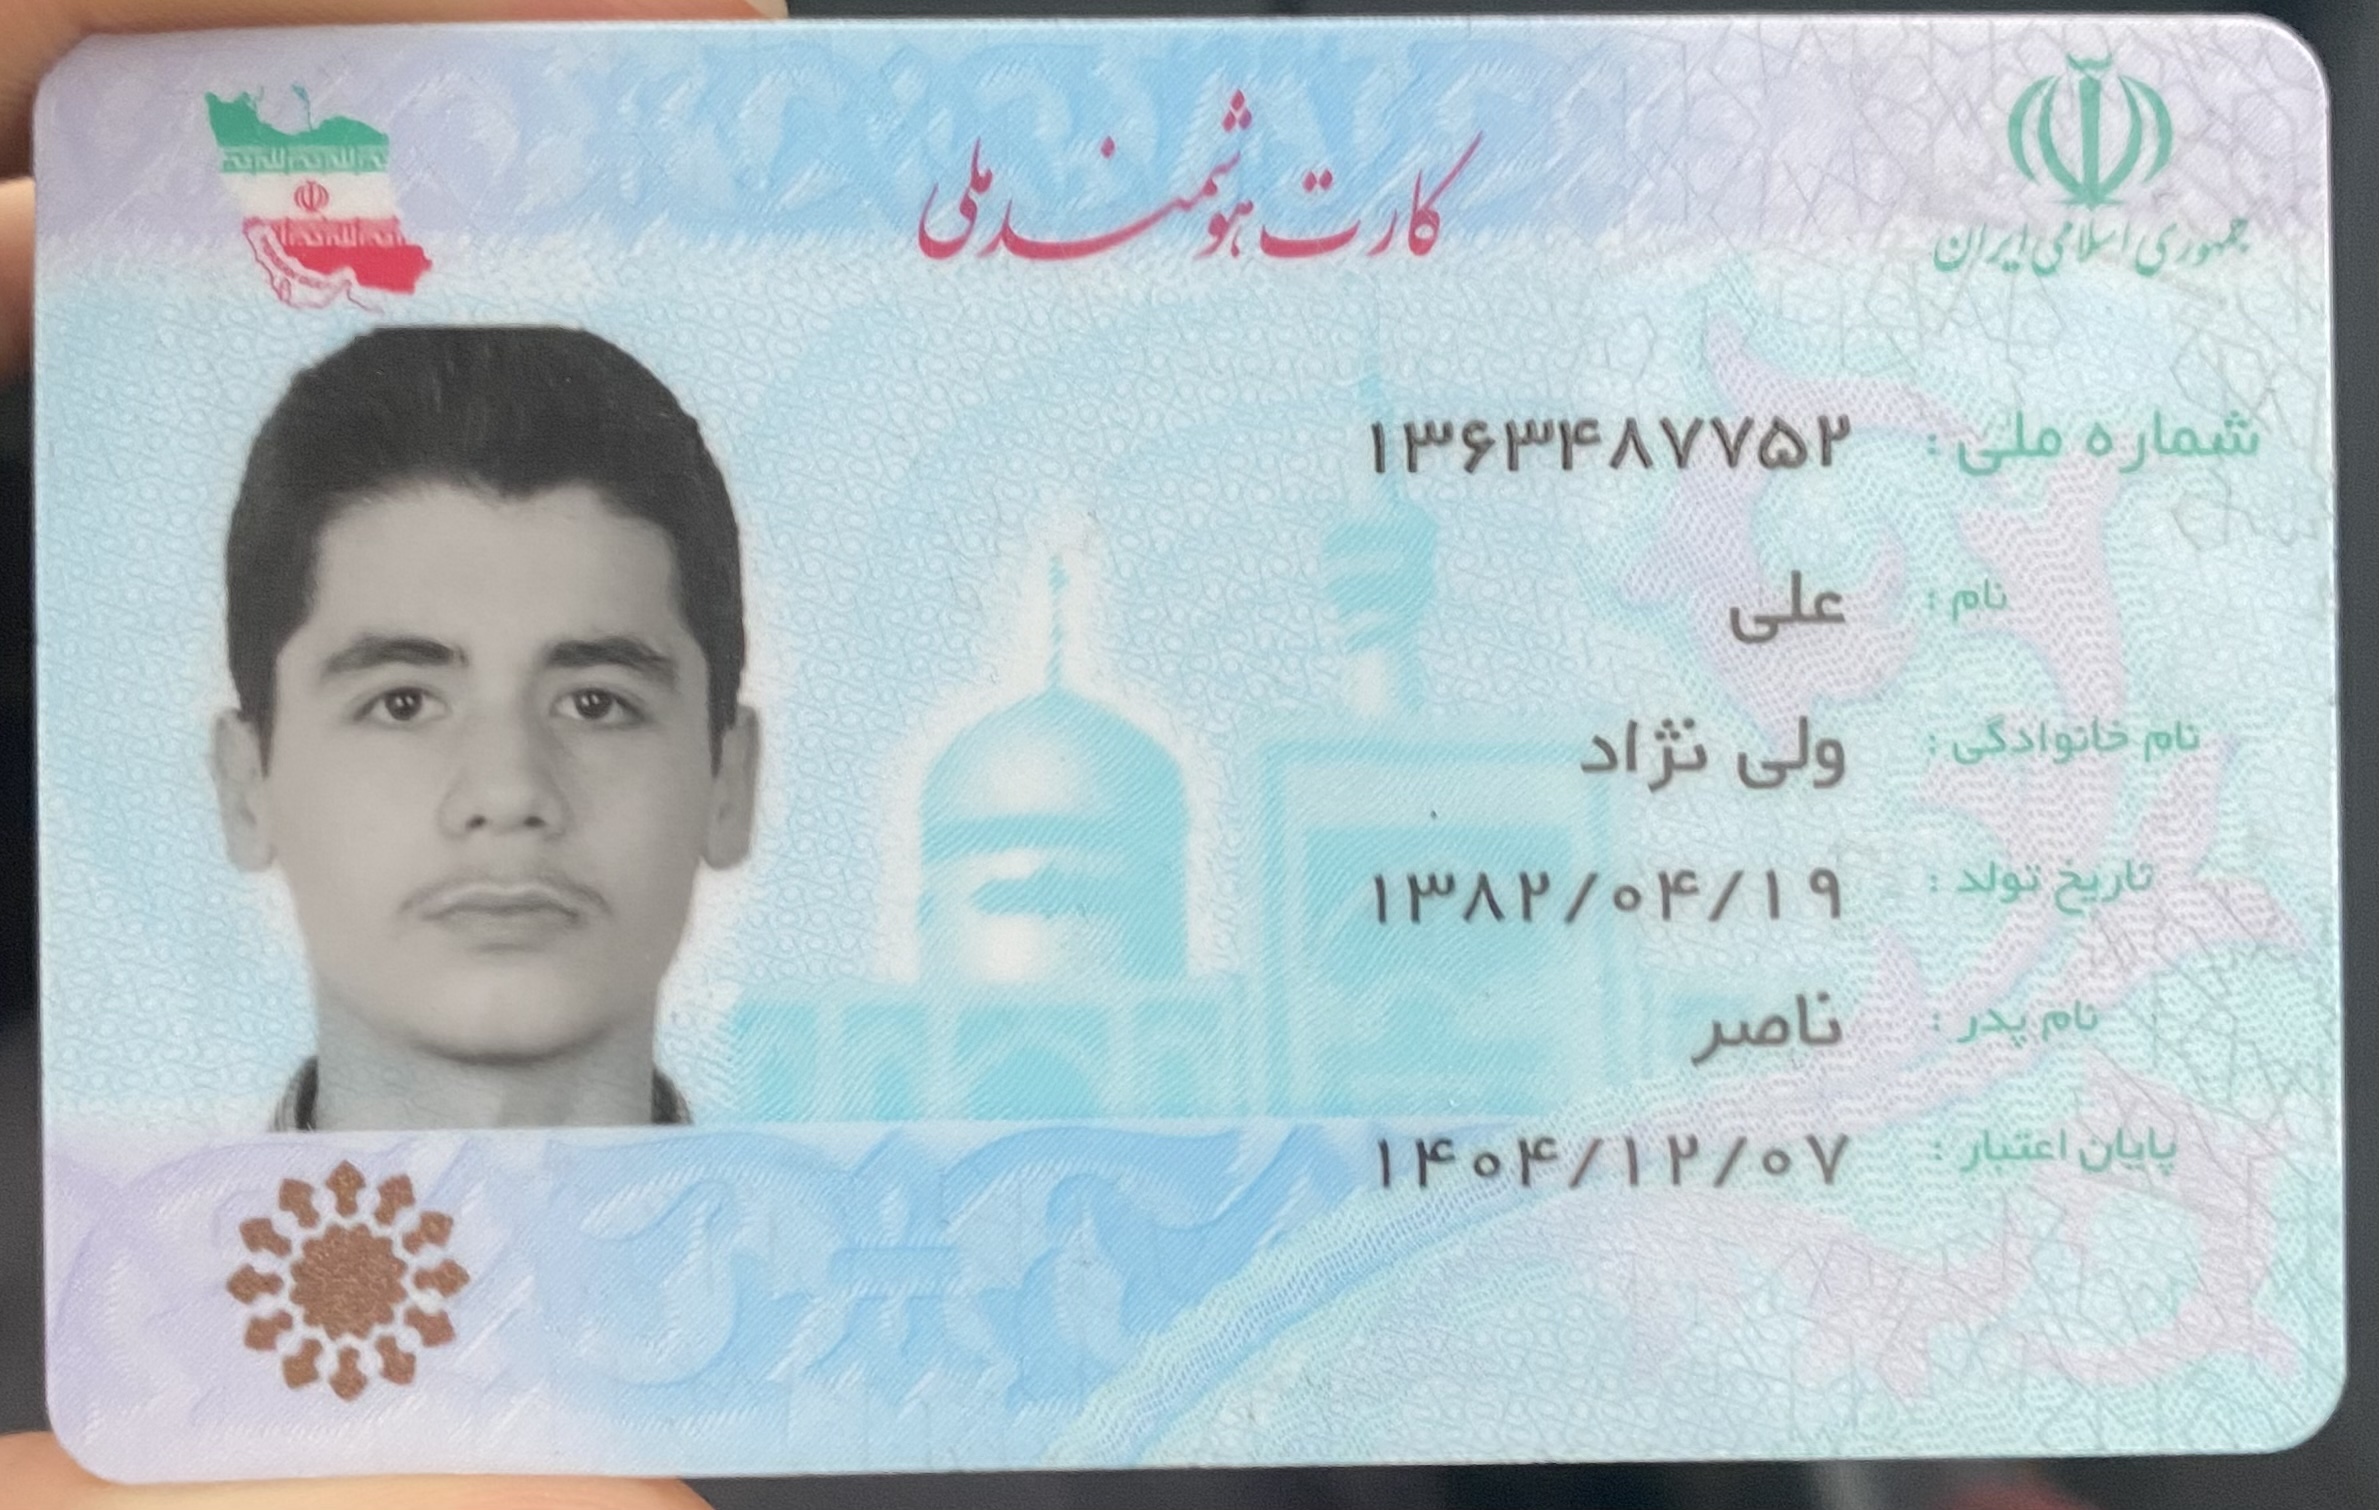 جمهوری اسلامی ایران
کارت هوشمند ملی
شماره ملی : ۱۳۶۳۴۸۷۷۵۲
نام : علی
نام خانوادگی : ولی نژاد
تاریخ تولد : ۱۳۸۲/۰۴/۱۹
نام پدر : ناصر
پایان اعتبار : ۱۴۰۴/۱۲/۰۷